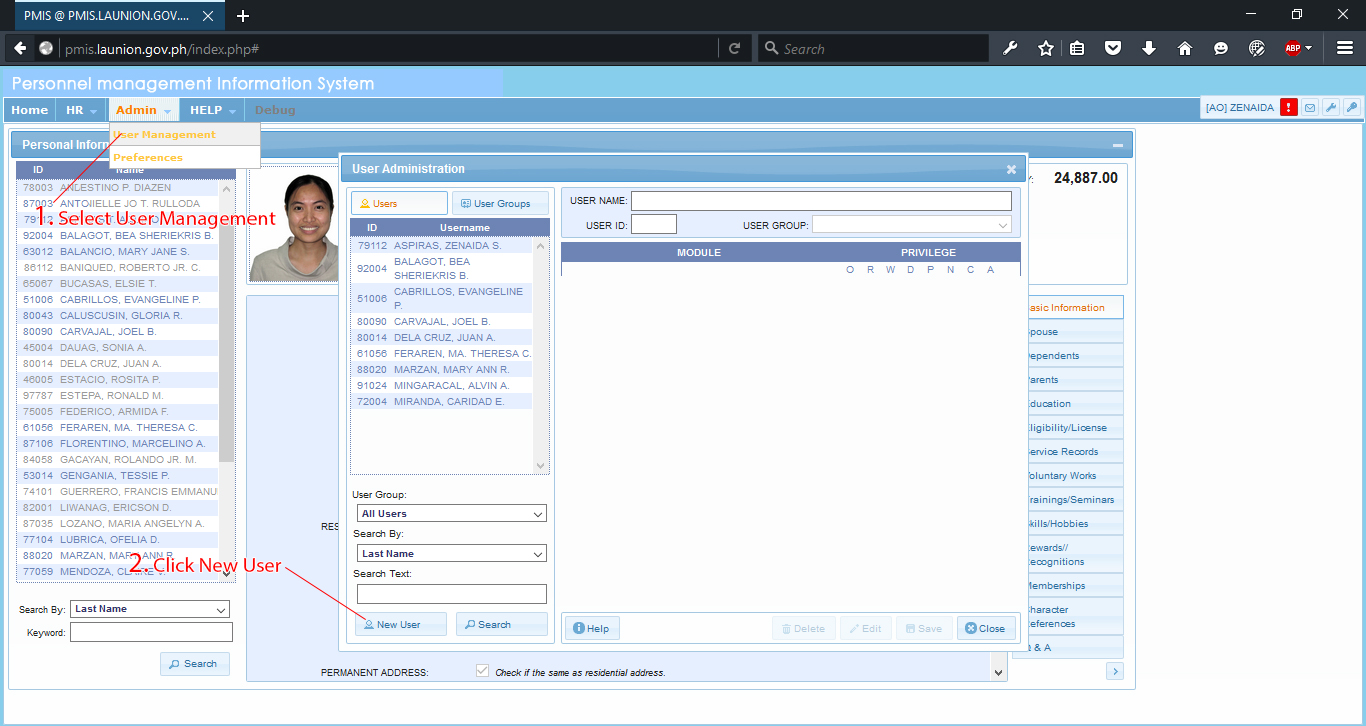 PMIS @ PMIS.LAUNION.GOV....
pmis.launion.gov.ph/index.php#
Search
ABP
Personnel management Information System
Home HR Admin HELP Debug
[AO] ZENAIDA
User Management
Preferences
Personal Infor
ID Name
78003 ANDESTINO P. DIAZEN
87003 ANTONIELLE JO T. RULLODA
1. Select User Management
92004 BALAGOT, BEA SHERIEKRIS B.
63012 BALANCIO, MARY JANE S.
86112 BANIQUED, ROBERTO JR. C.
65067 BUCASAS, ELSIE T.
51006 CABRILLOS, EVANGELINE P.
80043 CALUSCUSIN, GLORIA R.
80090 CARVAJAL, JOEL B.
45004 DAUAG, SONIA A.
80014 DELA CRUZ, JUAN A.
46005 ESTACIO, ROSITA P.
97787 ESTEPA, RONALD M.
75005 FEDERICO, ARMIDA F.
61056 FERAREN, MA. THERESA C.
87106 FLORENTINO, MARCELINO A.
84058 GACAYAN, ROLANDO JR. M.
53014 GENGANIA, TESSIE P.
74101 GUERRERO, FRANCIS EMMANU
82001 LIWANAG, ERICSON D.
87035 LOZANO, MARIA ANGELYN A.
77104 LUBRICA, OFELIA D.
88020 MARZAN, MARY ANN R.
77059 MENDOZA, CLAIRE V.
2. Click New User
Search By: Last Name
Keyword:
Search
User Administration
Users User Groups
ID Username
79112 ASPIRAS, ZENAIDA S.
92004 BALAGOT, BEA
SHERIEKRIS B.
51006 CABRILLOS, EVANGELINE
P.
80090 CARVAJAL, JOEL B.
80014 DELA CRUZ, JUAN A.
61056 FERAREN, MA. THERESA C.
88020 MARZAN, MARY ANN R.
91024 MINGARACAL, ALVIN A.
72004 MIRANDA, CARIDAD E.
User Group:
All Users
Search By:
Last Name
Search Text:
New User Search
USER NAME:
USER ID: USER GROUP:
MODULE PRIVILEGE
O R W D P N C A
Help Delete Edit Save Close
RES
PERMANENT ADDRESS: Check if the same as residential address.
Y: 24,887.00
asic Information
pouse
ependents
arents
ducation
ligibility/License
ervice Records
oluntary Works
rainings/Seminars
kills/Hobbies
ewards//
ecognitions
emberships
haracter
eferences
& A